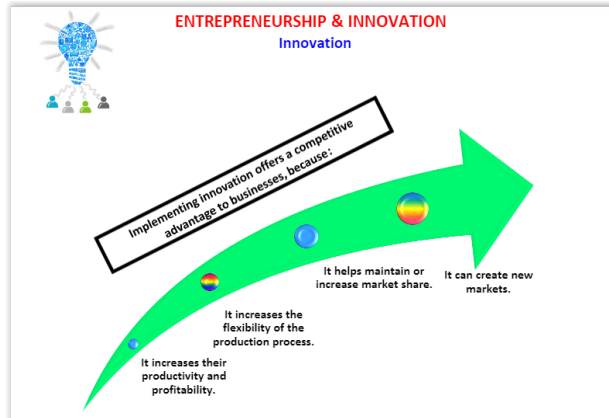 ENTREPRENEURSHIP & INNOVATION
Innovation
Implementing innovation offers a competitive
advantage to businesses, because:
It increases their
productivity and
profitability.
It increases the
flexibility of the
production process.
It helps maintain or
increase market share.
It can create new
markets.